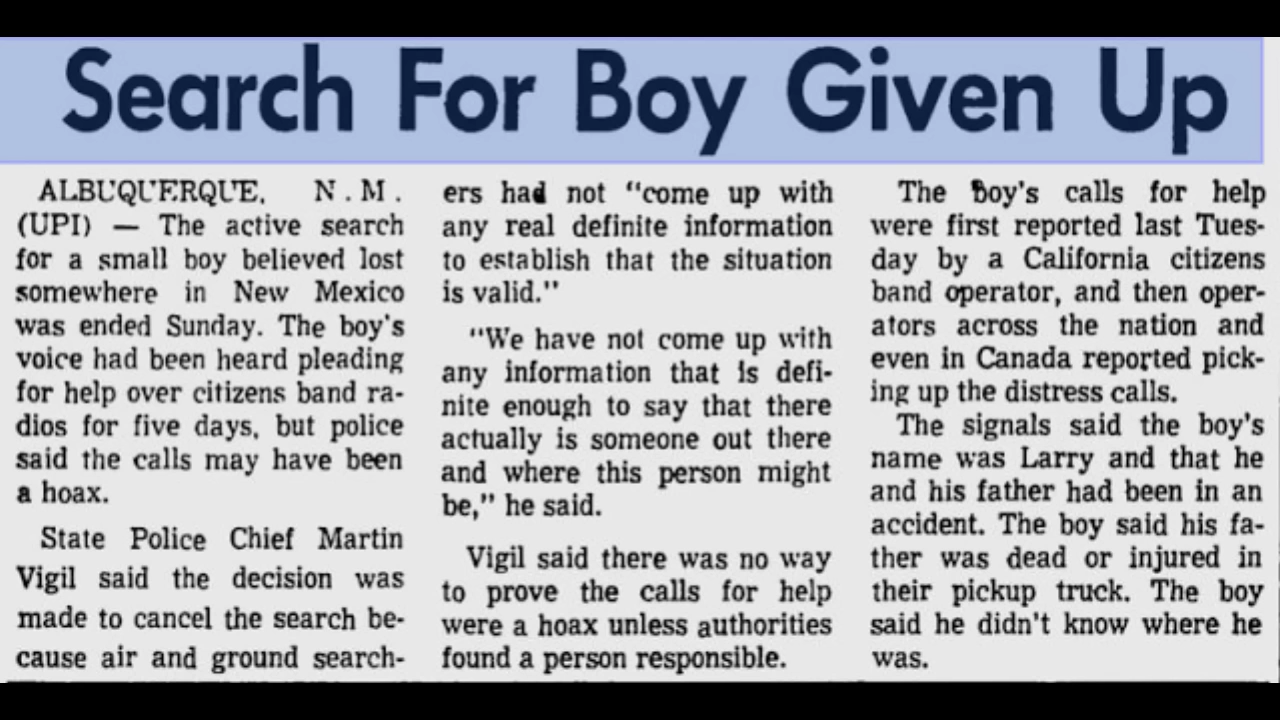 Search For Boy Given Up
ALBUQUERQUE, N.M.
(UPI) — The active search
for a small boy believed lost
somewhere in New Mexico
was ended Sunday. The boy's
voice had been heard pleading
for help over citizens band ra-
dios for five days, but police
said the calls may have been
a hoax.
State Police Chief Martin
Vigil said the decision was
made to cancel the search be-
cause air and ground search-
ers had not "come up with
any real definite information
to establish that the situation
is valid."
"We have not come up with
any information that is defi-
nite enough to say that there
actually is someone out there
and where this person might
be," he said.
Vigil said there was no way
to prove the calls for help
were a hoax unless authorities
found a person responsible.
The boy's calls for help
were first reported last Tues-
day by a California citizens
band operator, and then oper-
ators across the nation and
even in Canada reported pick-
ing up the distress calls.
The signals said the boy's
name was Larry and that he
and his father had been in an
accident. The boy said his fa-
ther was dead or injured in
their pickup truck. The boy
said he didn't know where he
was.